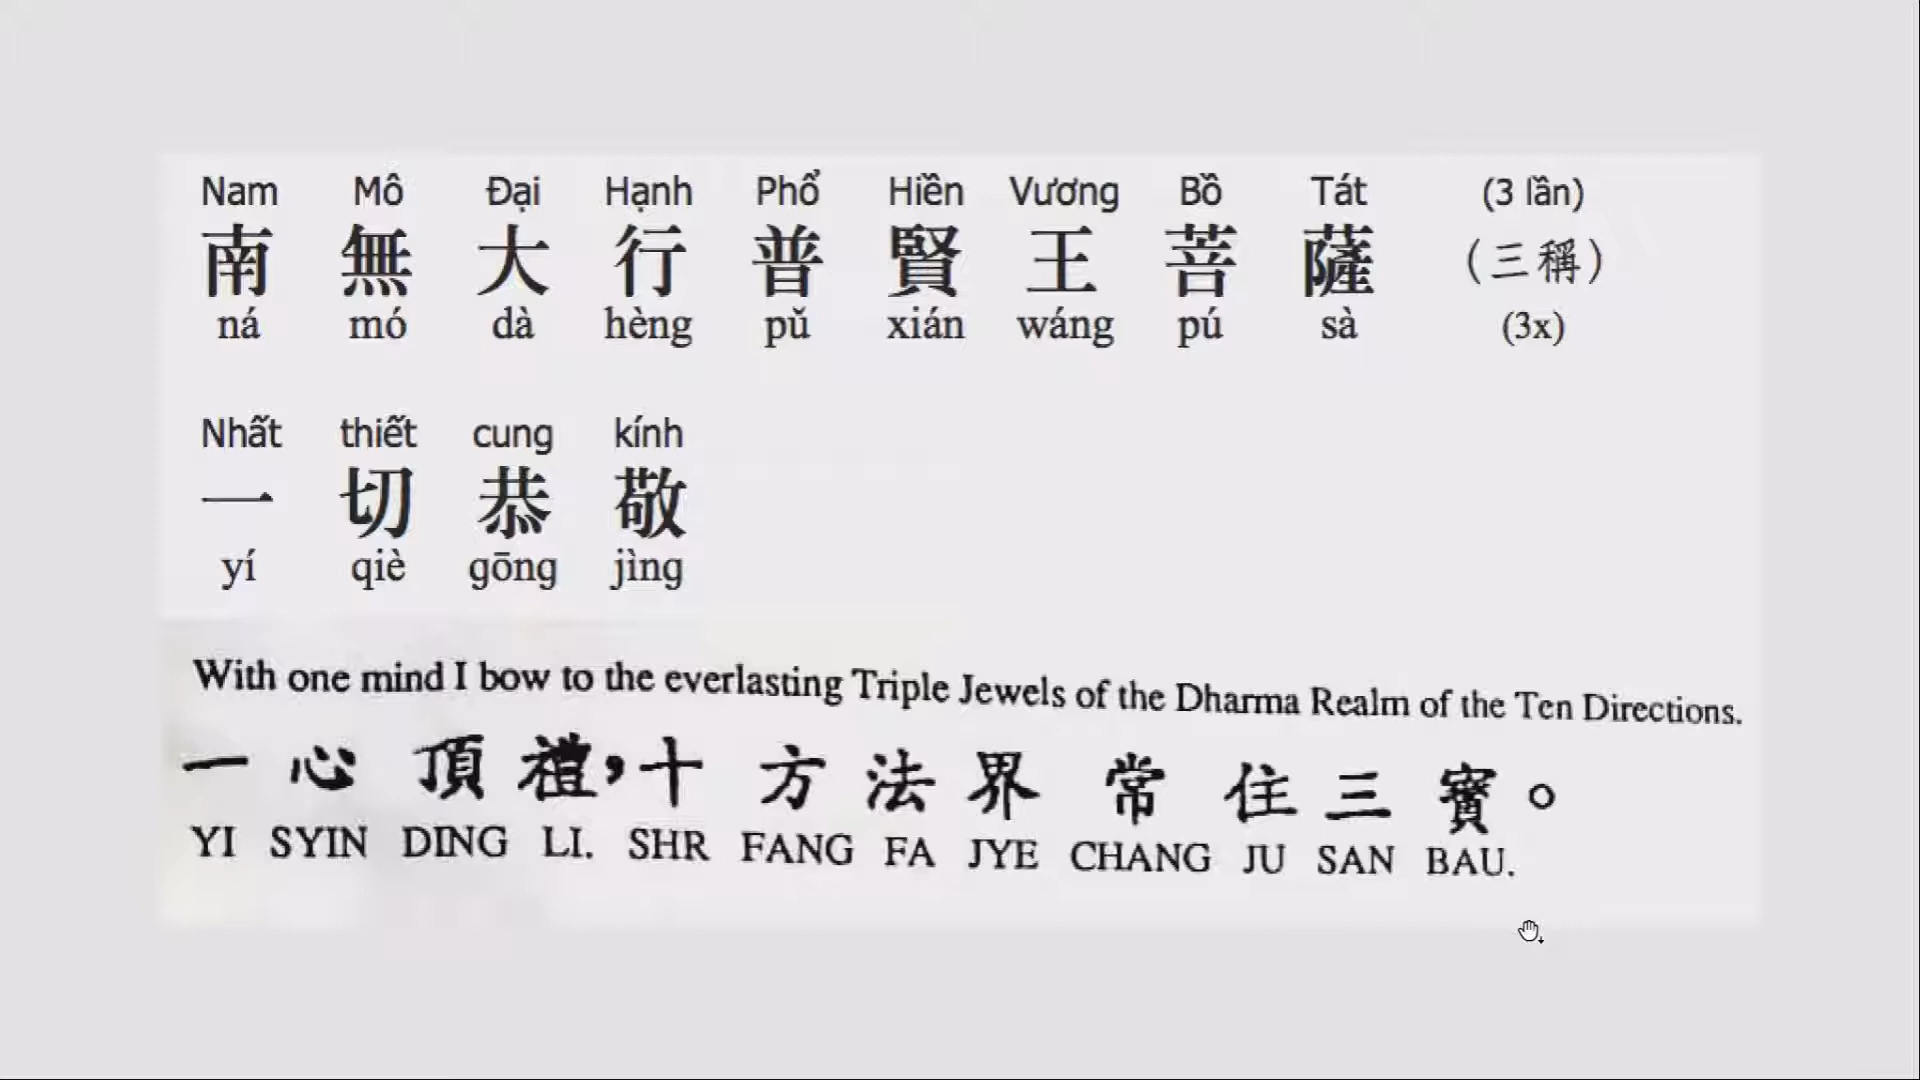 Nam Mô Đại Hạnh Phổ Hiền Vương Bồ Tát (3 lần)
南 無 大 行 普 賢 王 菩 薩 （三稱）
ná mó dà hèng pŭ xián wáng pú sà (3x)
Nhất thiết cung kính
一 切 恭 敬
yí qiè gōng jìng
With one mind I bow to the everlasting Triple Jewels of the Dharma Realm of the Ten Directions.
一 心 頂 禮，十 方 法 界 常 住 三 寶。
YI SYIN DING LI. SHR FANG FA JYE CHANG JU SAN BAU.